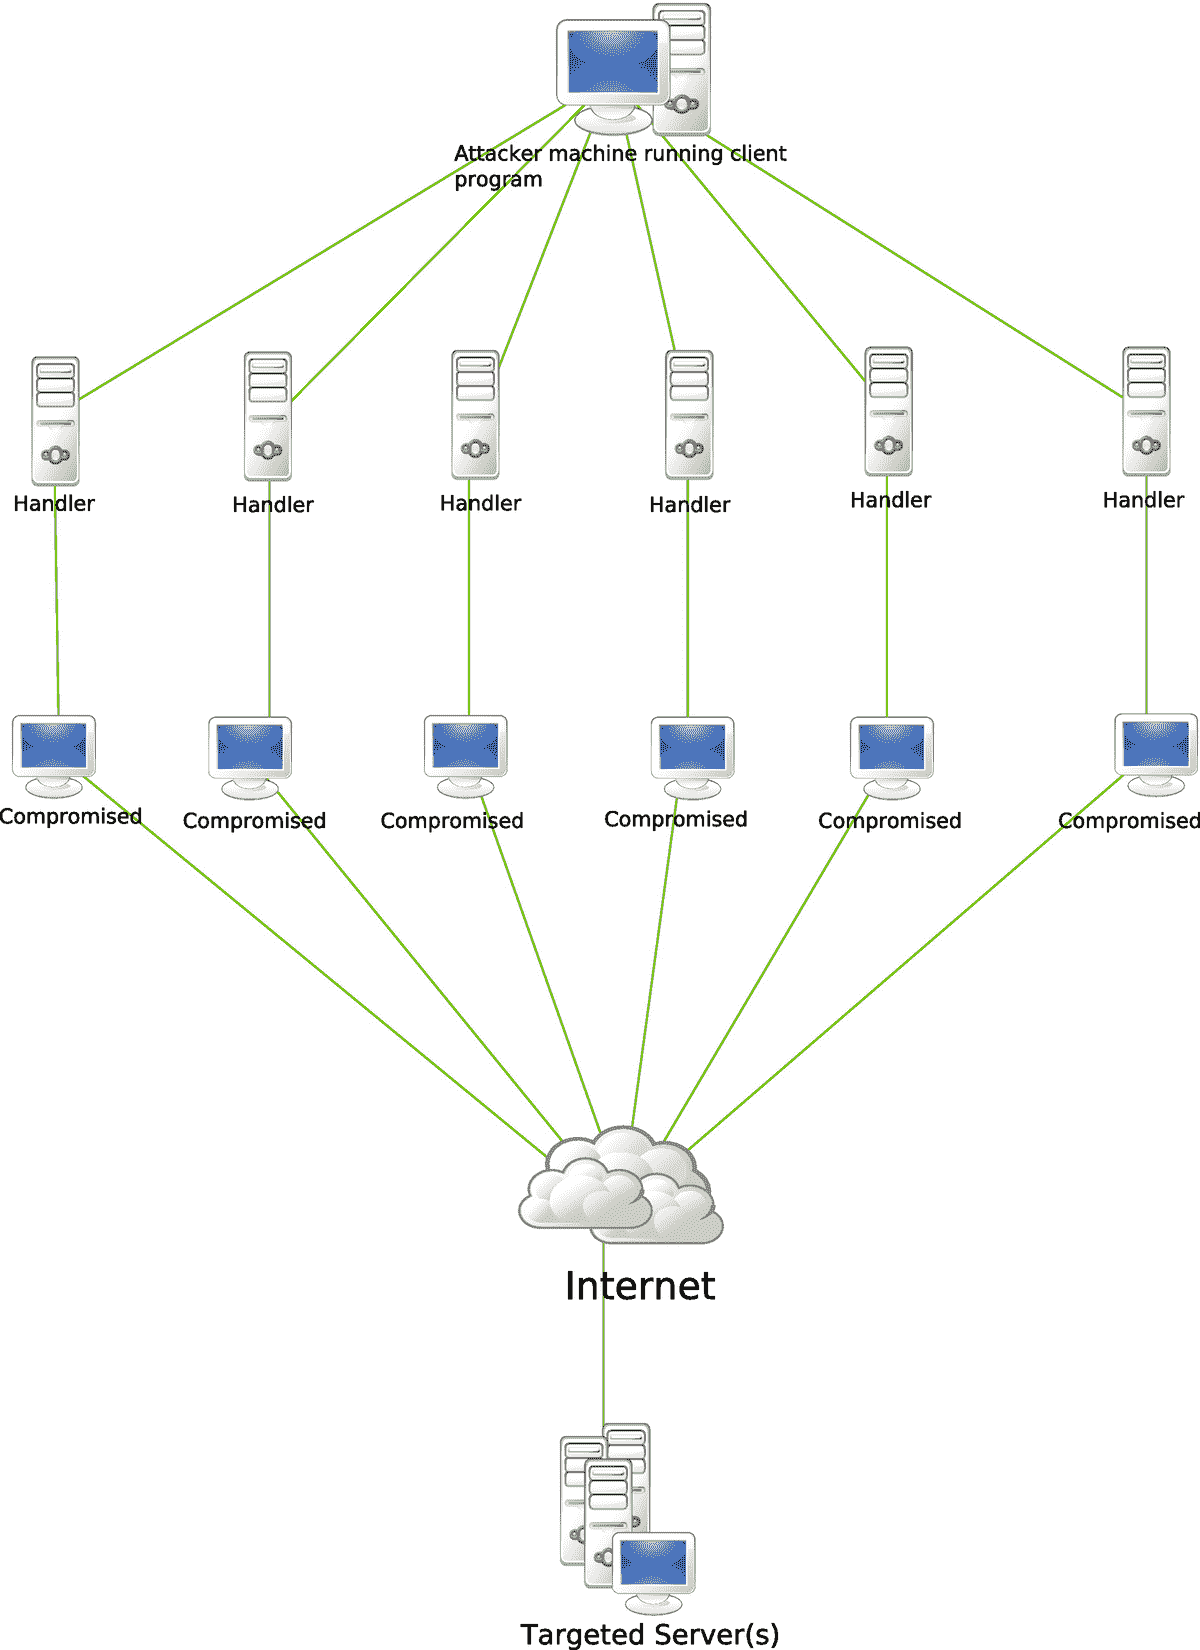 Attacker machine running client
program
Handler
Handler
Handler
Handler
Handler
Handler
Compromised
Compromised
Compromised
Compromised
Compromised
Compromised
Internet
Targeted Server(s)